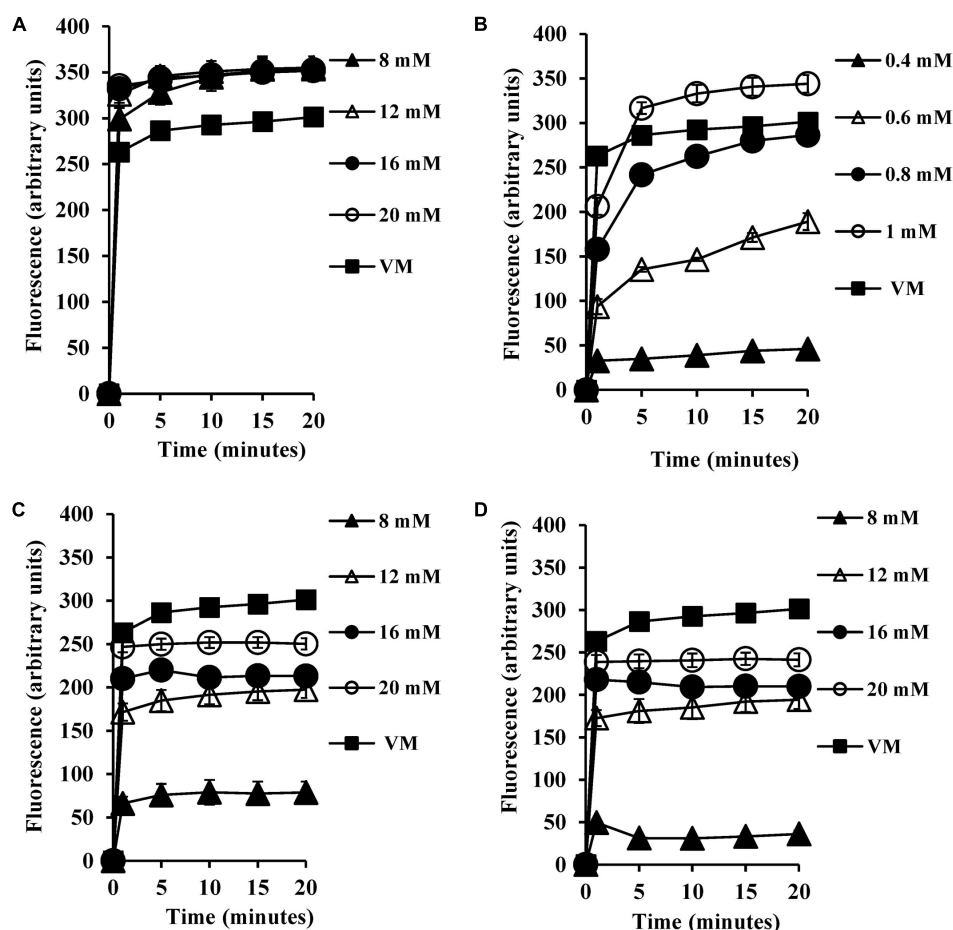 A
400
350
300
250
200
150
100
50
0
0 5 10 15 20
Fluorescence (arbitrary units)
Time (minutes)
8 mM
12 mM
16 mM
20 mM
VM
B
400
350
300
250
200
150
100
50
0
0 5 10 15 20
Fluorescence (arbitrary units)
Time (minutes)
0.4 mM
0.6 mM
0.8 mM
1 mM
VM
C
400
350
300
250
200
150
100
50
0
0 5 10 15 20
Fluorescence (arbitrary units)
Time (minutes)
8 mM
12 mM
16 mM
20 mM
VM
D
400
350
300
250
200
150
100
50
0
0 5 10 15 20
Fluorescence (arbitrary units)
Time (minutes)
8 mM
12 mM
16 mM
20 mM
VM